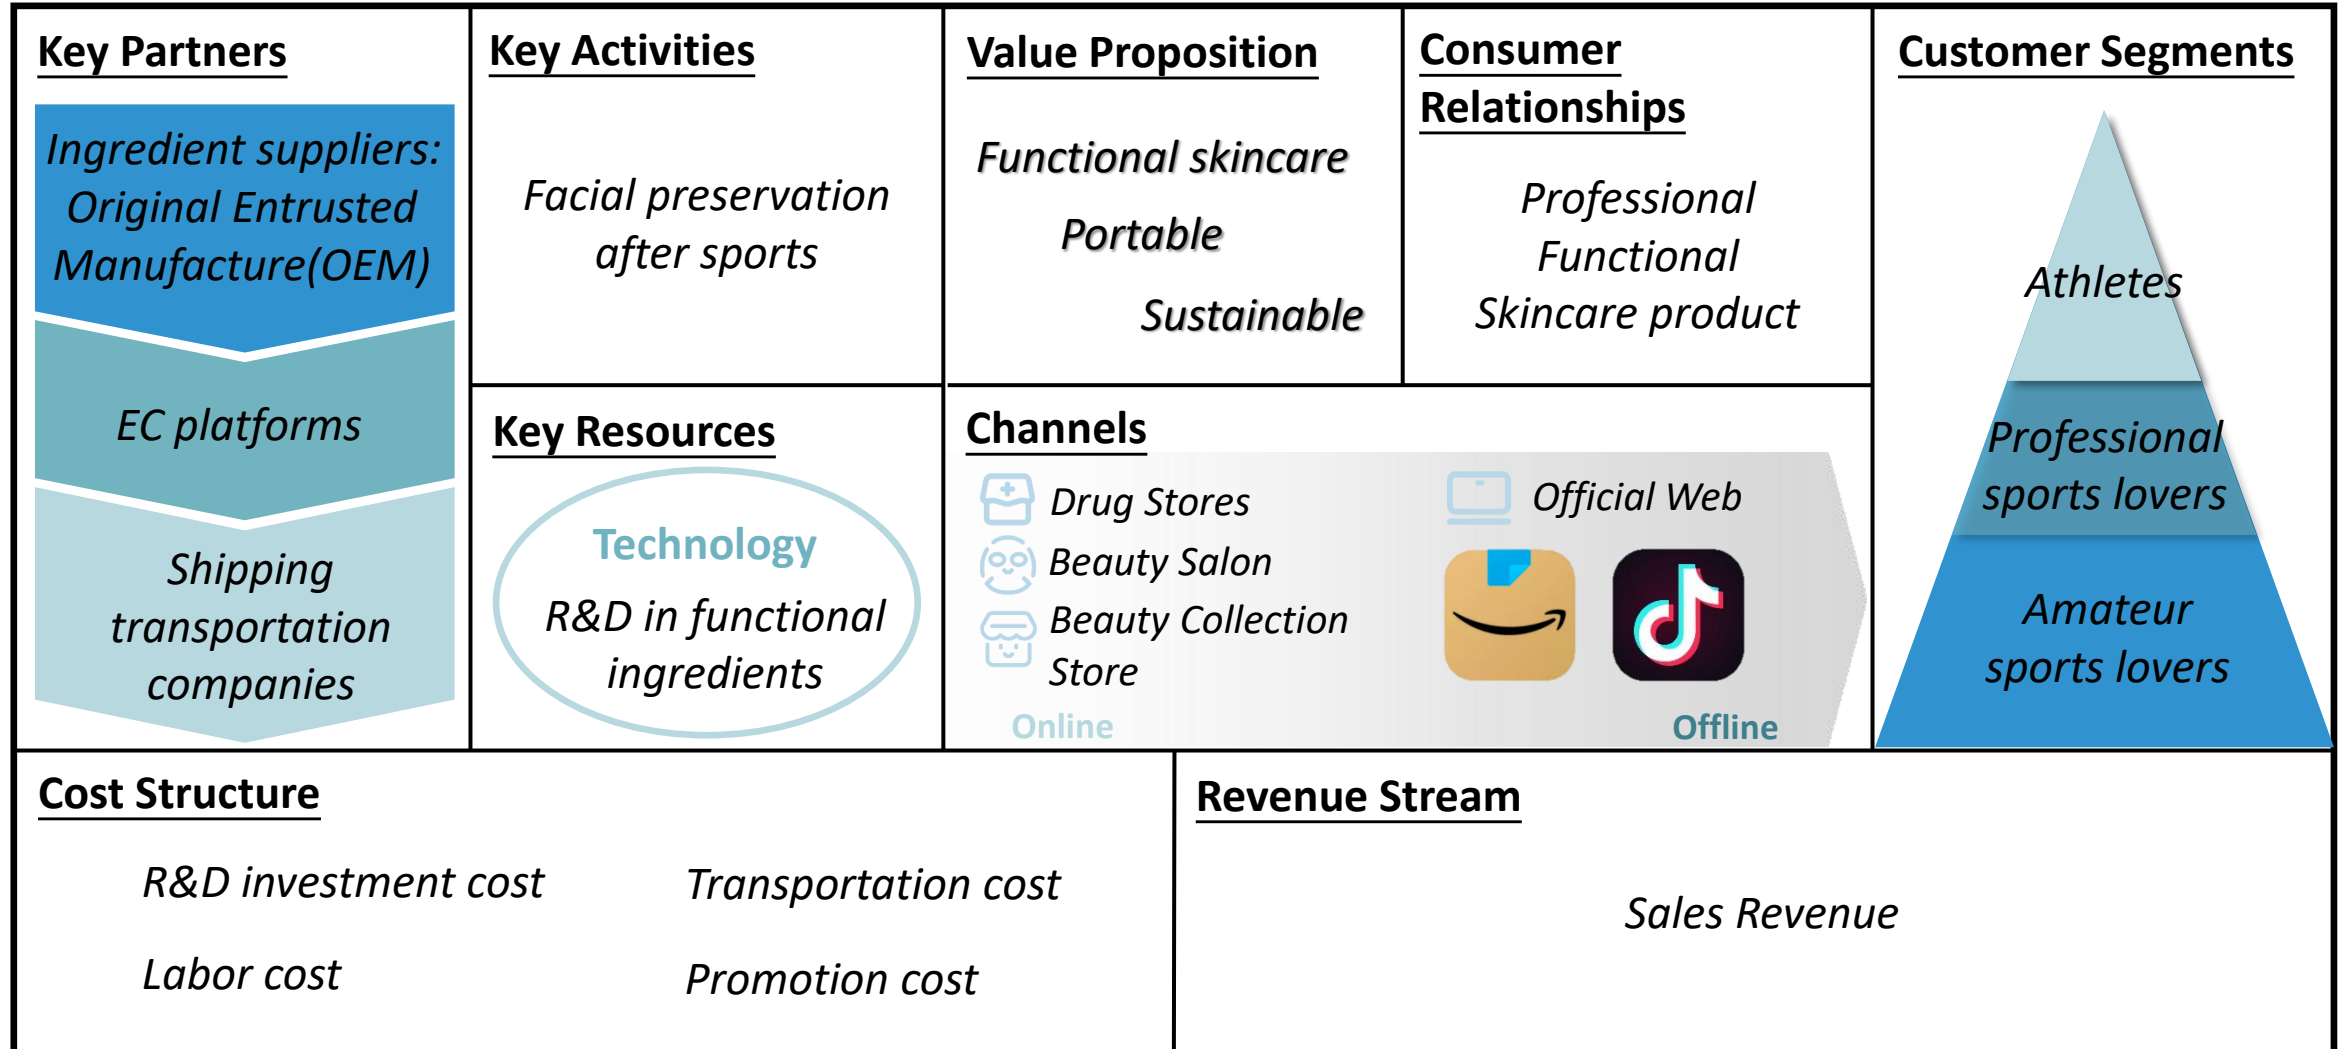 Key Partners
Ingredient suppliers:
Original Entrusted
Manufacture(OEM)
EC platforms
Shipping
transportation
companies
Key Activities
Facial preservation
after sports
Key Resources
Technology
R&D in functional
ingredients
Value Proposition
Functional skincare
Portable
Sustainable
Consumer
Relationships
Professional
Functional
Skincare product
Channels
Drug Stores
Beauty Salon
Beauty Collection
Store
Online
Official Web
Offline
Customer Segments
Athletes
Professional
sports lovers
Amateur
sports lovers
Cost Structure
R&D investment cost
Transportation cost
Labor cost
Promotion cost
Revenue Stream
Sales Revenue